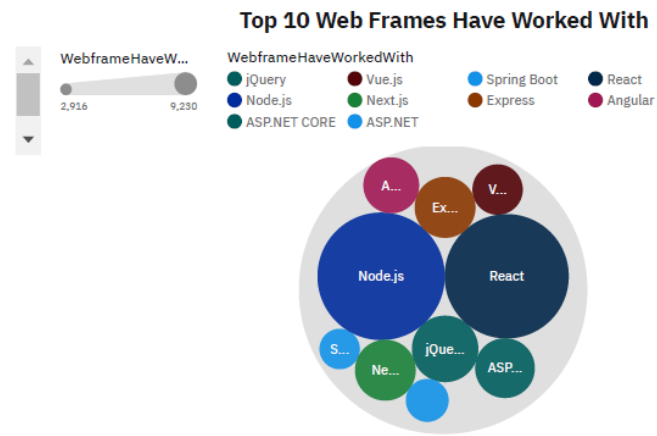 Top 10 Web Frames Have Worked With
WebframeHaveW...
2,916 9,230
WebframeHaveWorkedWith
jQuery Vue.js Spring Boot React
Node.js Next.js Express Angular
ASP.NET CORE ASP.NET
A... Ex... V...
Node.js React
S... Ne... jQue... ASP...